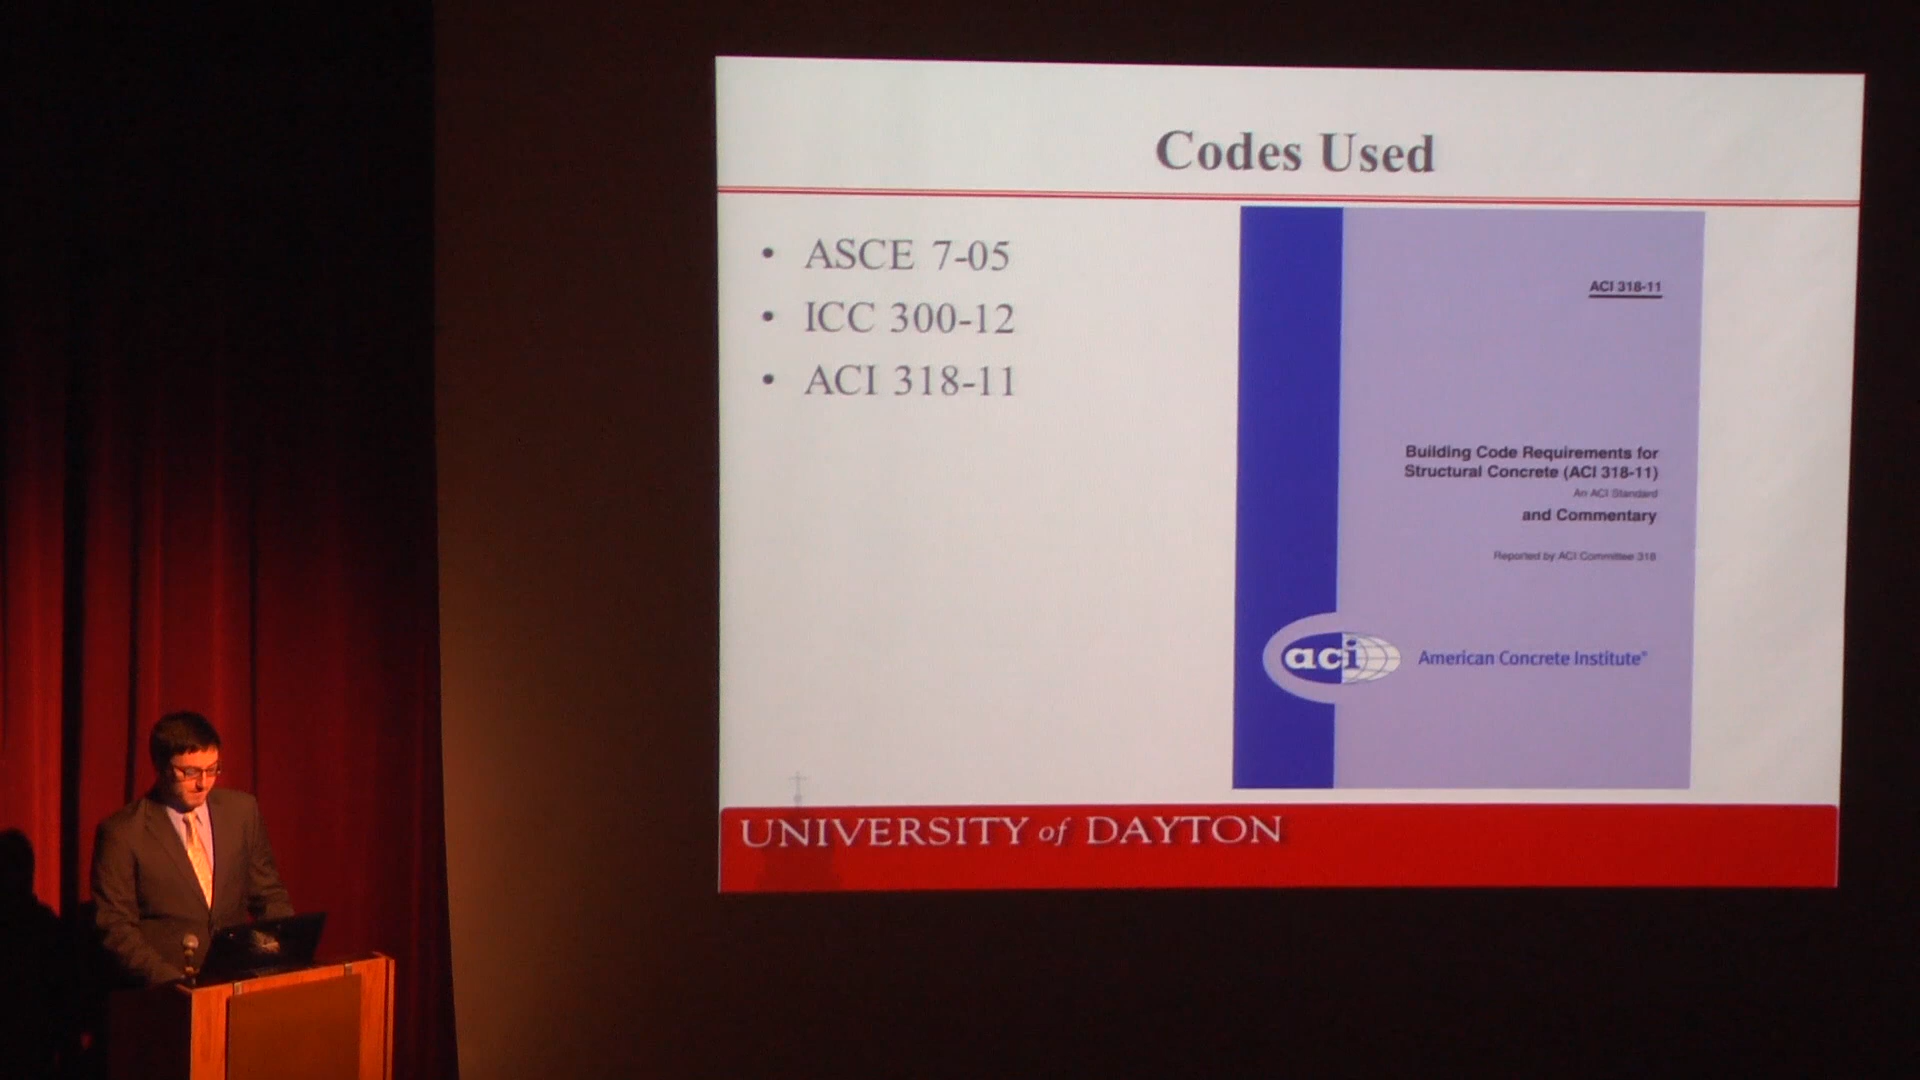 Codes Used
• ASCE 7-05
• ICC 300-12
• ACI 318-11
ACI 318-11
Building Code Requirements for
Structural Concrete (ACI 318-11)
An ACI Standard
and Commentary
Reported by ACI Committee 318
aci
American Concrete Institute®
UNIVERSITY of DAYTON